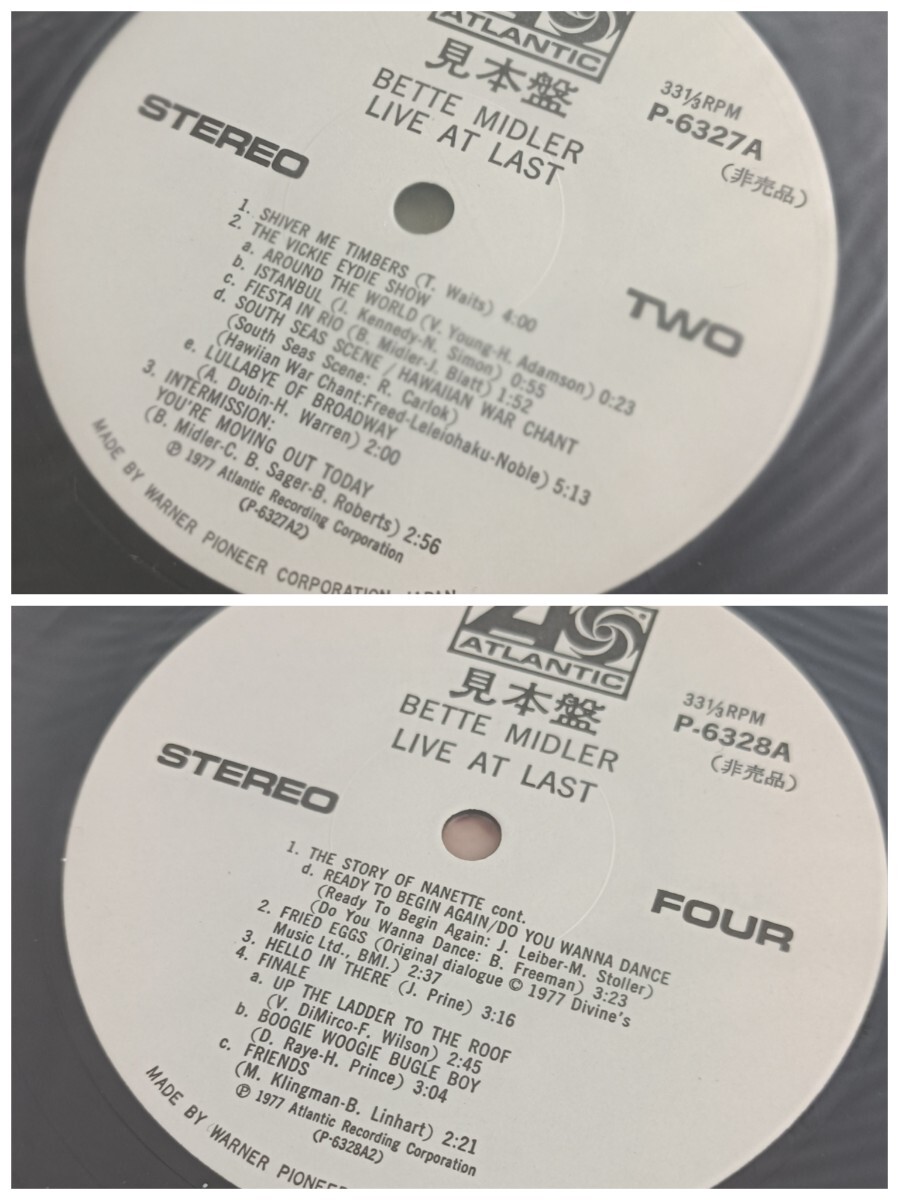 ATLANTIC
見本盤
BETTE MIDLER
LIVE AT LAST
33⅓RPM
P-6327A
(非売品)
STEREO
TWO
1. SHIVER ME TIMBERS (T. Waits) 4:00
2. THE VICKIE EYDIE SHOW
a. AROUND THE WORLD (V. Young-H. Adamson) 0:23
b. ISTANBUL (J. Kennedy-N. Simon) 0:55
c. FIESTA IN RIO (B. Midler-J. Blatt) 1:52
d. SOUTH SEAS SCENE / HAWAIIAN WAR CHANT
(South Seas Scene: R. Carlok)
(Hawiian War Chant:Freed-Leleiohaku-Noble) 5:13
e. LULLABYE OF BROADWAY
(A. Dubin-H. Warren) 2:00
3. INTERMISSION:
YOU'RE MOVING OUT TODAY
(B. Midler-C. B. Sager-B. Roberts) 2:56
Ⓟ 1977 Atlantic Recording Corporation
(P-6327A2)
MADE BY WARNER PIONEER CORPORATION, JAPAN
ATLANTIC
見本盤
BETTE MIDLER
LIVE AT LAST
33⅓RPM
P-6328A
(非売品)
STEREO
FOUR
1. THE STORY OF NANETTE cont.
d. READY TO BEGIN AGAIN/DO YOU WANNA DANCE
(Ready To Begin Again: J. Leiber-M. Stoller)
(Do You Wanna Dance: B. Freeman) 3:23
2. FRIED EGGS (Original dialogue © 1977 Divine's
Music Ltd., BMI.) 2:37
3. HELLO IN THERE (J. Prine) 3:16
4. FINALE
a. UP THE LADDER TO THE ROOF
(V. DiMirco-F. Wilson) 2:45
b. BOOGIE WOOGIE BUGLE BOY
(D. Raye-H. Prince) 3:04
c. FRIENDS
(M. Klingman-B. Linhart) 2:21
Ⓟ 1977 Atlantic Recording Corporation
(P-6328A2)
MADE BY WARNER PIONEE